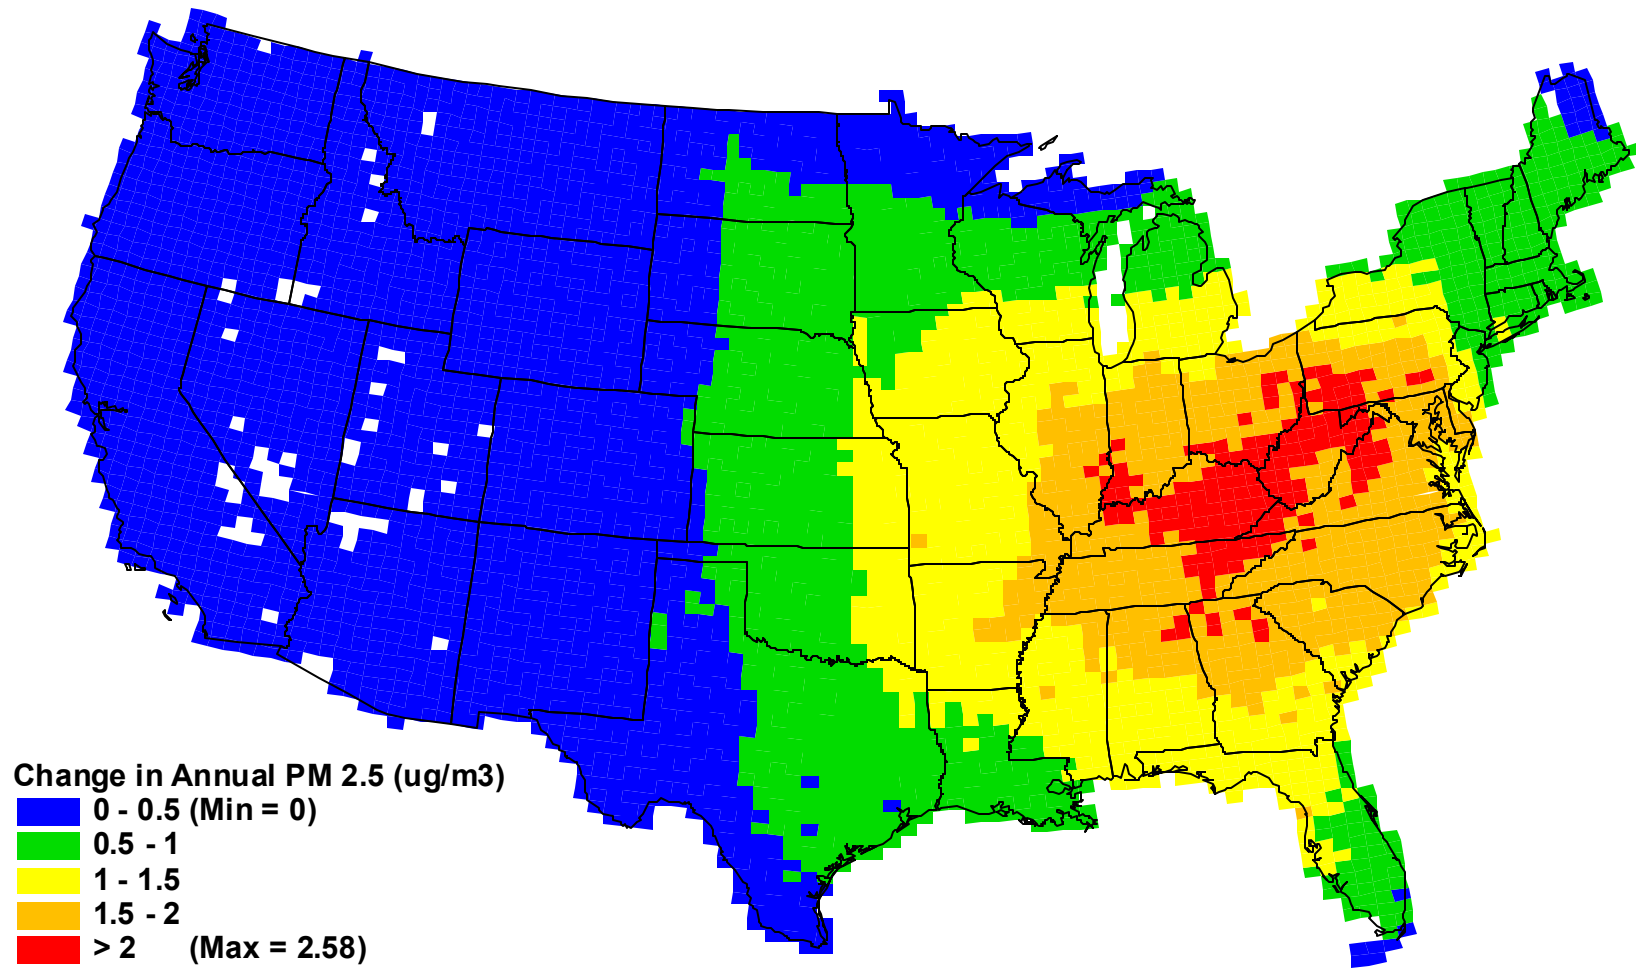 Change in Annual PM 2.5 (ug/m3)
0 - 0.5 (Min = 0)
0.5 - 1
1 - 1.5
1.5 - 2
> 2 (Max = 2.58)